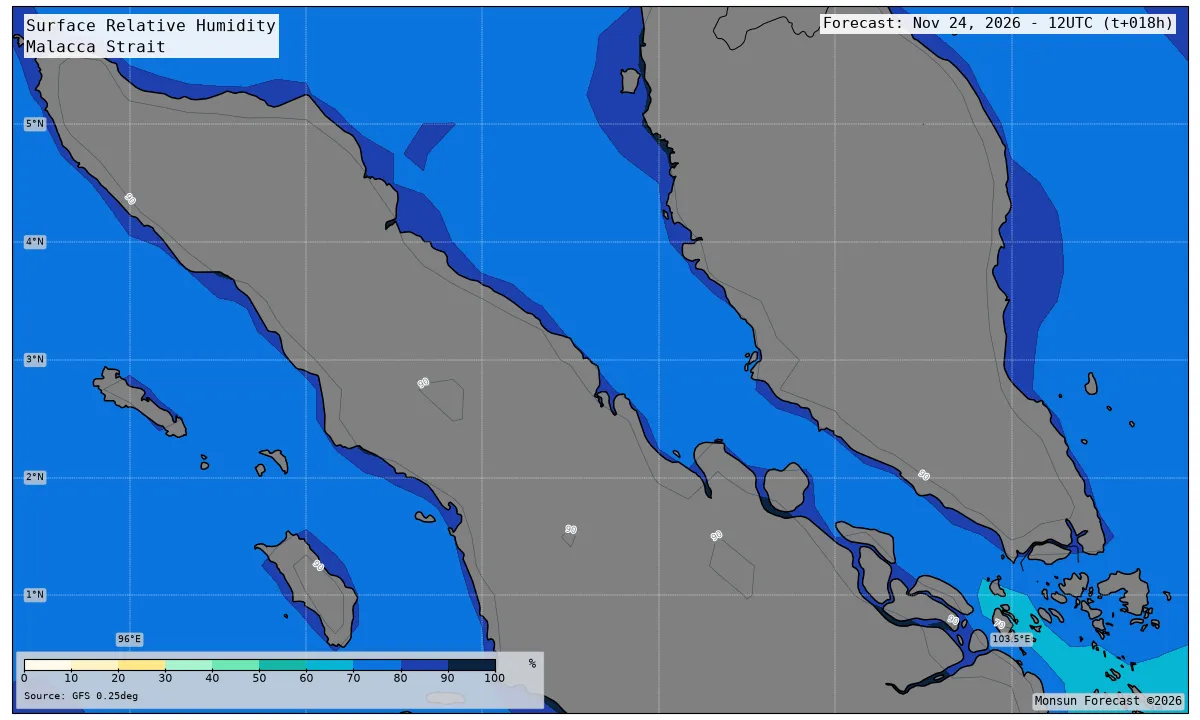 Surface Relative Humidity
Malacca Strait
Forecast: Nov 24, 2026 - 12UTC (t+018h)
5°N
90
4°N
3°N
90
90
2°N
90
90
90
1°N
90
70
96°E
103.5°E
%
0 10 20 30 40 50 60 70 80 90 100
Source: GFS 0.25deg
Monsun Forecast ©2026